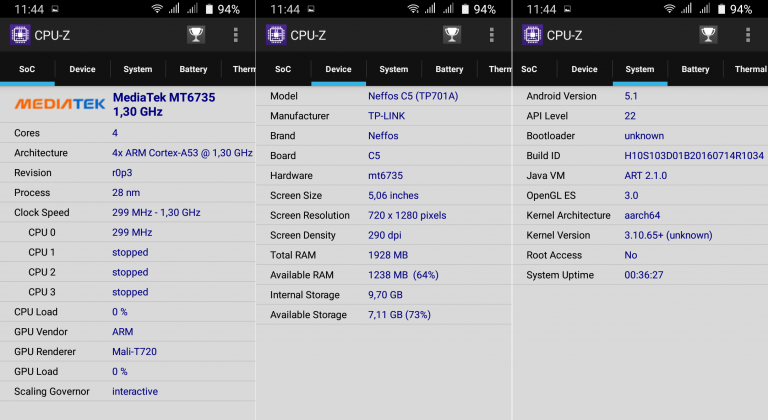 11:44 94%
CPU-Z
SoC Device System Battery Therm
MEDIATEK
MediaTek MT6735
1,30 GHz
Cores 4
Architecture 4x ARM Cortex-A53 @ 1,30 GHz
Revision r0p3
Process 28 nm
Clock Speed 299 MHz - 1,30 GHz
CPU 0 299 MHz
CPU 1 stopped
CPU 2 stopped
CPU 3 stopped
CPU Load 0 %
GPU Vendor ARM
GPU Renderer Mali-T720
GPU Load 0 %
Scaling Governor interactive
11:44 94%
CPU-Z
SoC Device System Battery Therm
Model Neffos C5 (TP701A)
Manufacturer TP-LINK
Brand Neffos
Board C5
Hardware mt6735
Screen Size 5,06 inches
Screen Resolution 720 x 1280 pixels
Screen Density 290 dpi
Total RAM 1928 MB
Available RAM 1238 MB (64%)
Internal Storage 9,70 GB
Available Storage 7,11 GB (73%)
11:44 94%
CPU-Z
SoC Device System Battery Thermal
Android Version 5.1
API Level 22
Bootloader unknown
Build ID H10S103D01B20160714R1034
Java VM ART 2.1.0
OpenGL ES 3.0
Kernel Architecture aarch64
Kernel Version 3.10.65+ (unknown)
Root Access No
System Uptime 00:36:27